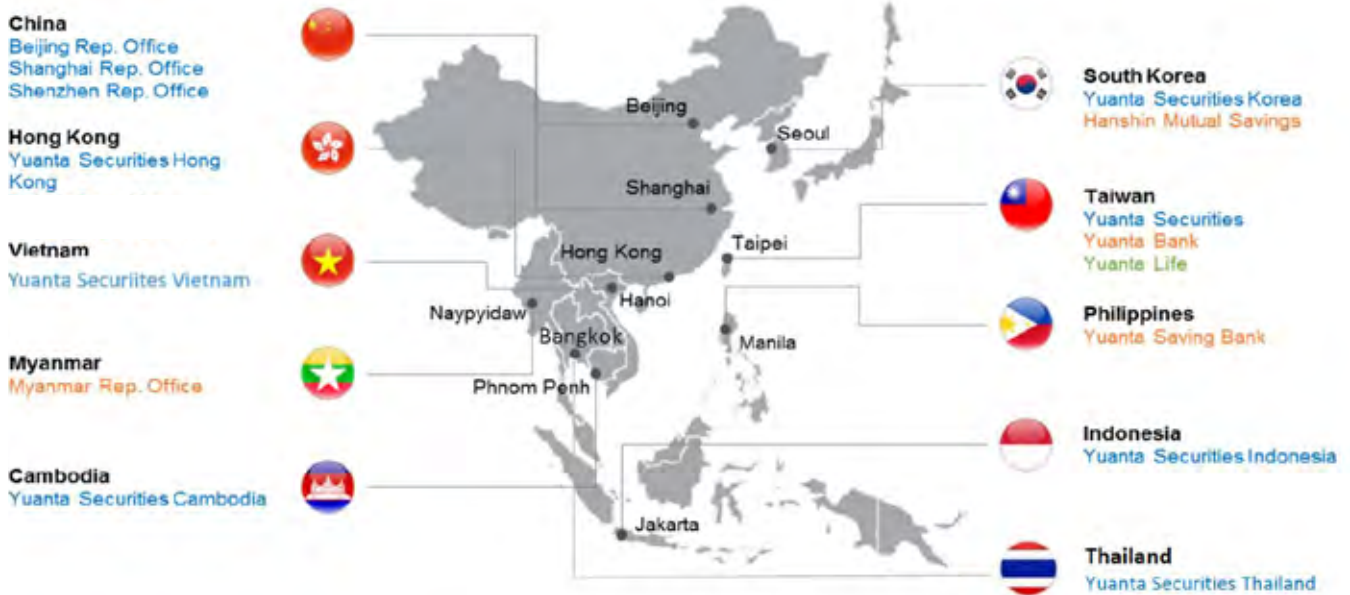 China
Beijing Rep. Office
Shanghai Rep. Office
Shenzhen Rep. Office
Hong Kong
Yuanta Securities Hong
Kong
Vietnam
Yuanta Securiites Vietnam
Myanmar
Myanmar Rep. Office
Cambodia
Yuanta Securities Cambodia
Beijing
Seoul
Shanghai
Taipei
Hong Kong
Hanoi
Naypyidaw
Bangkok
Manila
Phnom Penh
Jakarta
South Korea
Yuanta Securities Korea
Hanshin Mutual Savings
Taiwan
Yuanta Securities
Yuanta Bank
Yuanta Life
Philippines
Yuanta Saving Bank
Indonesia
Yuanta Securities Indonesia
Thailand
Yuanta Securities Thailand